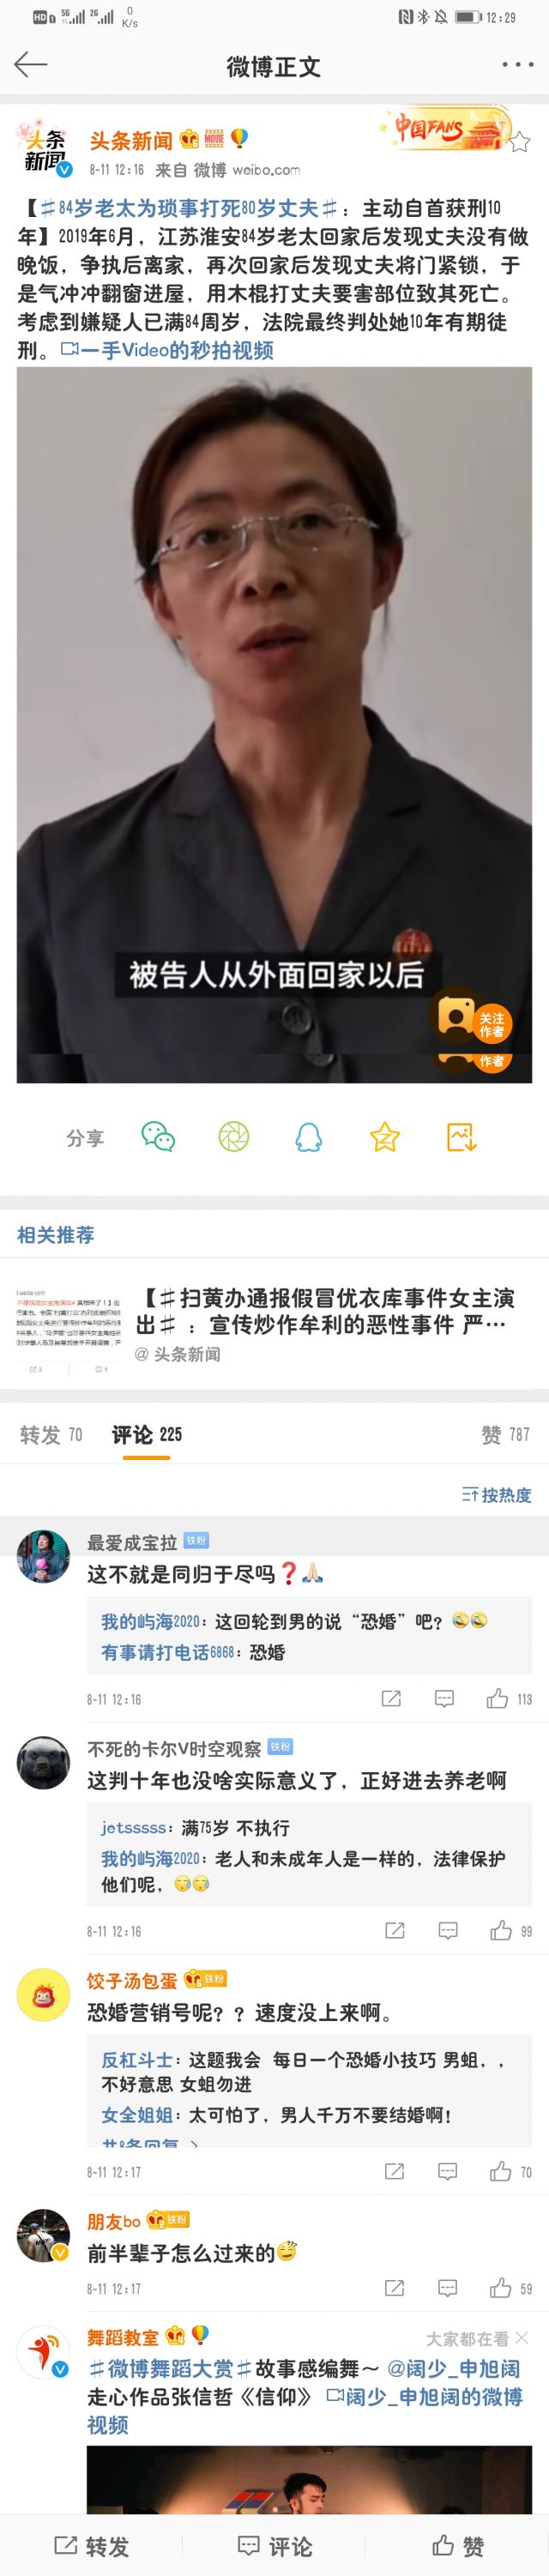 HD 5G 2G 0 K/s 12:29
微博正文
头条新闻 MOVIE
中国FANS
头条新闻
8-11 12:16 来自 微博 weibo.com
【#84岁老太为琐事打死80岁丈夫#：主动自首获刑10
年】2019年6月，江苏淮安84岁老太回家后发现丈夫没有做
晚饭，争执后离家，再次回家后发现丈夫将门紧锁，于
是气冲冲翻窗进屋，用木棍打丈夫要害部位致其死亡。
考虑到嫌疑人已满84周岁，法院最终判处她10年有期徒
刑。一手Video的秒拍视频
被告人从外面回家以后
关注
作者
作者
分享
相关推荐
【#扫黄办通报假冒优衣库事件女主演
出#：宣传炒作牟利的恶性事件 严…
@ 头条新闻
转发 70 评论 225 赞 787
按热度
最爱成宝拉 铁粉
这不就是同归于尽吗❓🙏🏻
我的屿海2020：这回轮到男的说“恐婚”吧？
有事请打电话6868：恐婚
8-11 12:16 113
不死的卡尔V时空观察 铁粉
这判十年也没啥实际意义了，正好进去养老啊
jetsssss：满75岁 不执行
我的屿海2020：老人和未成年人是一样的，法律保护
他们呢，
8-11 12:16 99
饺子汤包蛋 铁粉
恐婚营销号呢？？速度没上来啊。
反杠斗士：这题我会 每日一个恐婚小技巧 男蛆，，
不好意思 女蛆勿进
女全姐姐：太可怕了，男人千万不要结婚啊！
共8条回复 >
8-11 12:17 70
朋友bo 铁粉
前半辈子怎么过来的
8-11 12:17 59
舞蹈教室 大家都在看
#微博舞蹈大赏#故事感编舞～ @阔少_申旭阔
走心作品张信哲《信仰》 阔少_申旭阔的微博
视频
转发 评论 赞